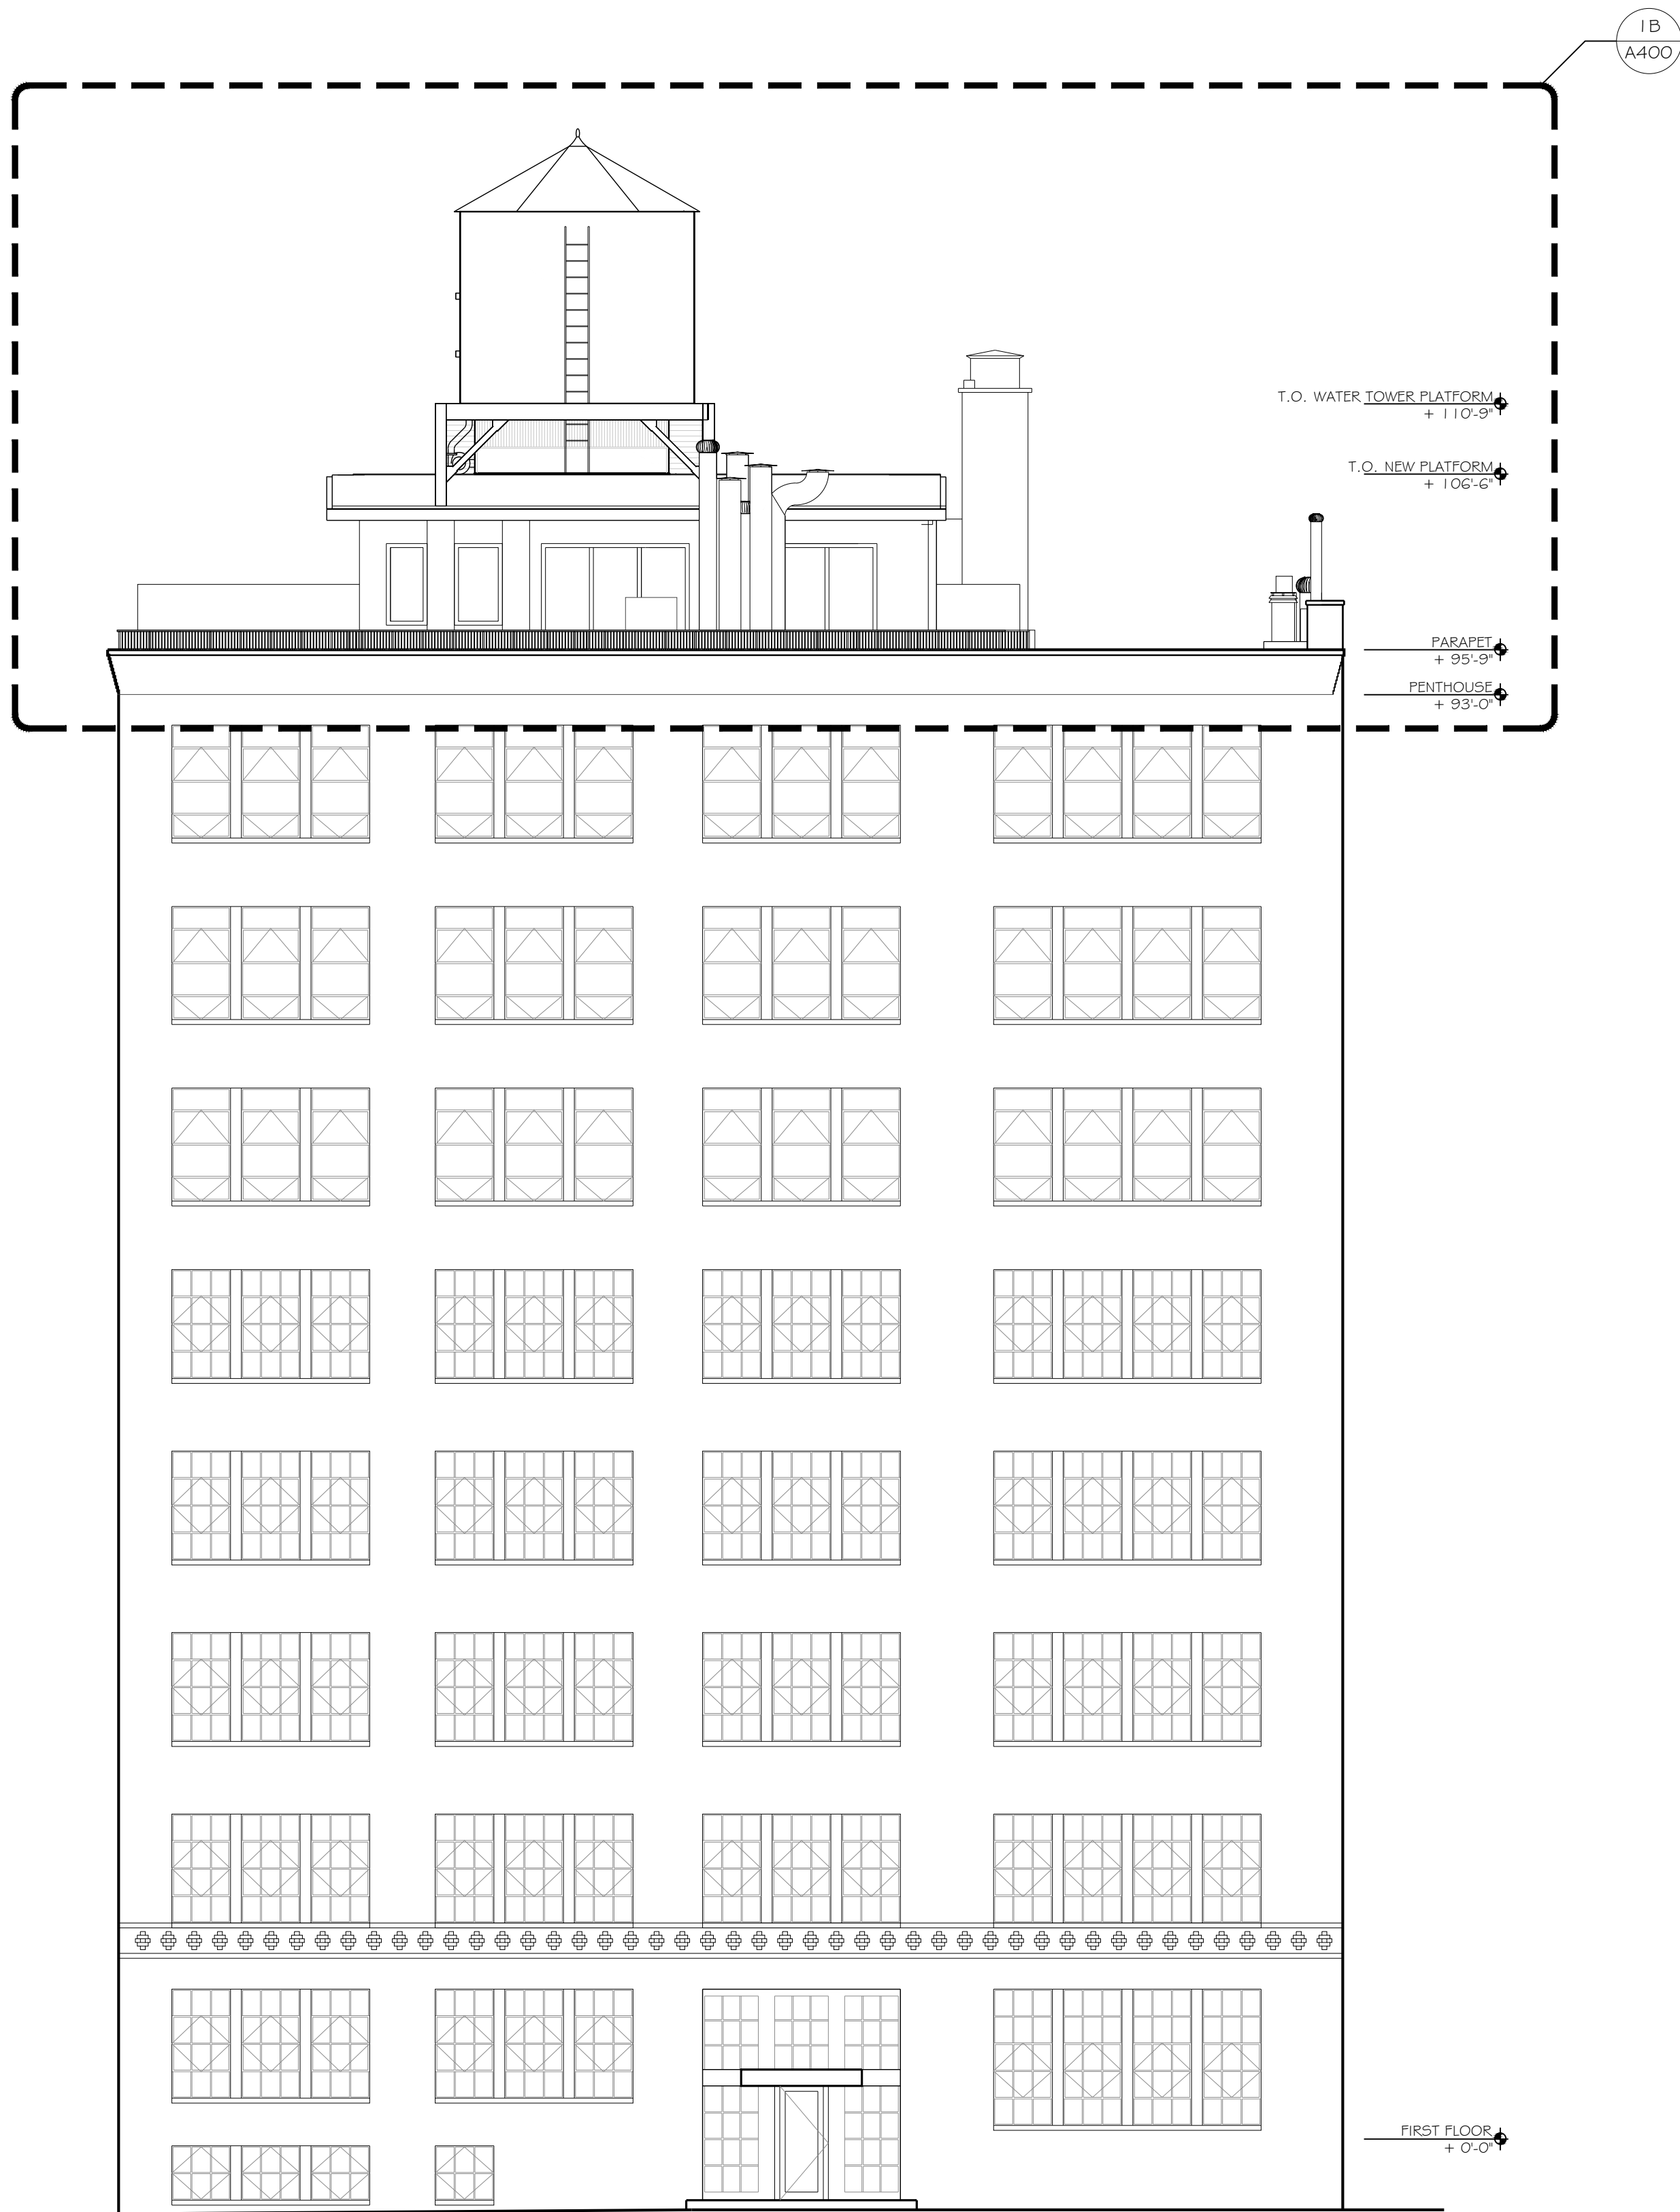 1B
A400
T.O. WATER TOWER PLATFORM
+ 110'-9"
T.O. NEW PLATFORM
+ 106'-6"
PARAPET
+ 95'-9"
PENTHOUSE
+ 93'-0"
FIRST FLOOR
+ 0'-0"